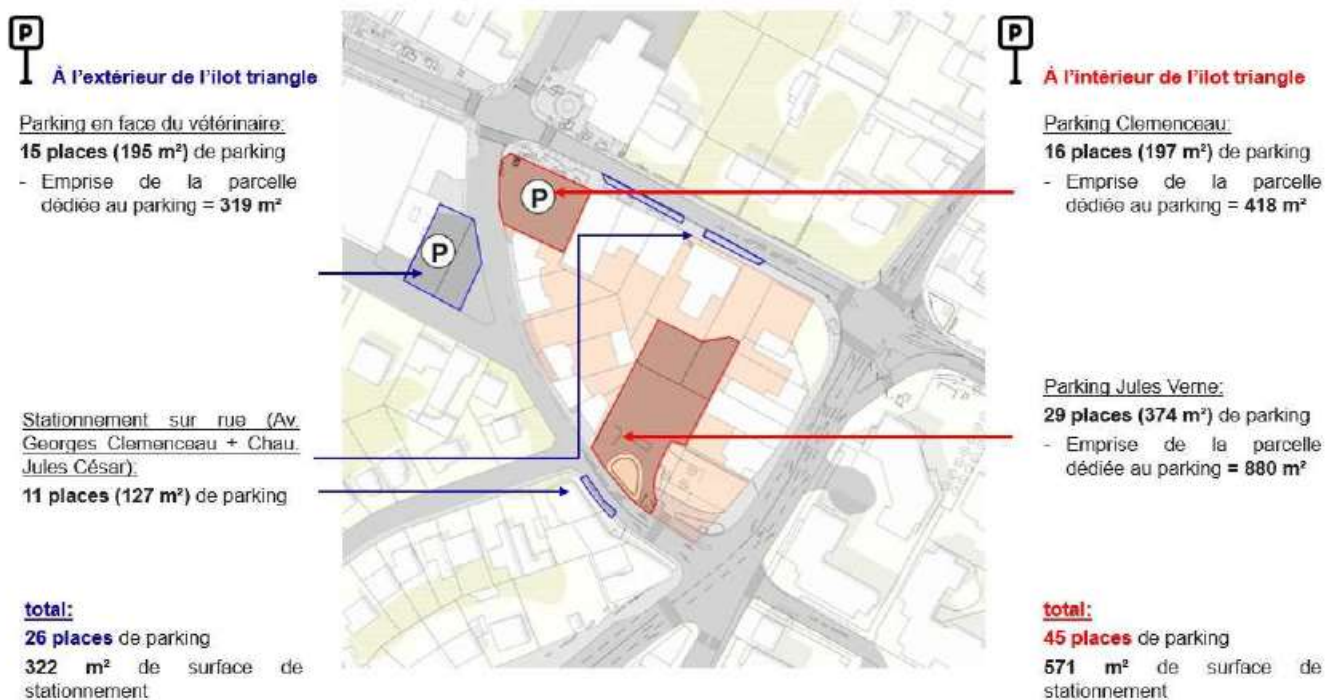 P
À l'extérieur de l'îlot triangle
Parking en face du vétérinaire:
15 places (195 m²) de parking
- Emprise de la parcelle
dédiée au parking = 319 m²
Stationnement sur rue (Av.
Georges Clemenceau + Chau.
Jules César):
11 places (127 m²) de parking
total:
26 places de parking
322 m² de surface de
stationnement
P
P
P
À l'intérieur de l'îlot triangle
Parking Clemenceau:
16 places (197 m²) de parking
- Emprise de la parcelle
dédiée au parking = 418 m²
Parking Jules Verne:
29 places (374 m²) de parking
- Emprise de la parcelle
dédiée au parking = 880 m²
total:
45 places de parking
571 m² de surface de
stationnement